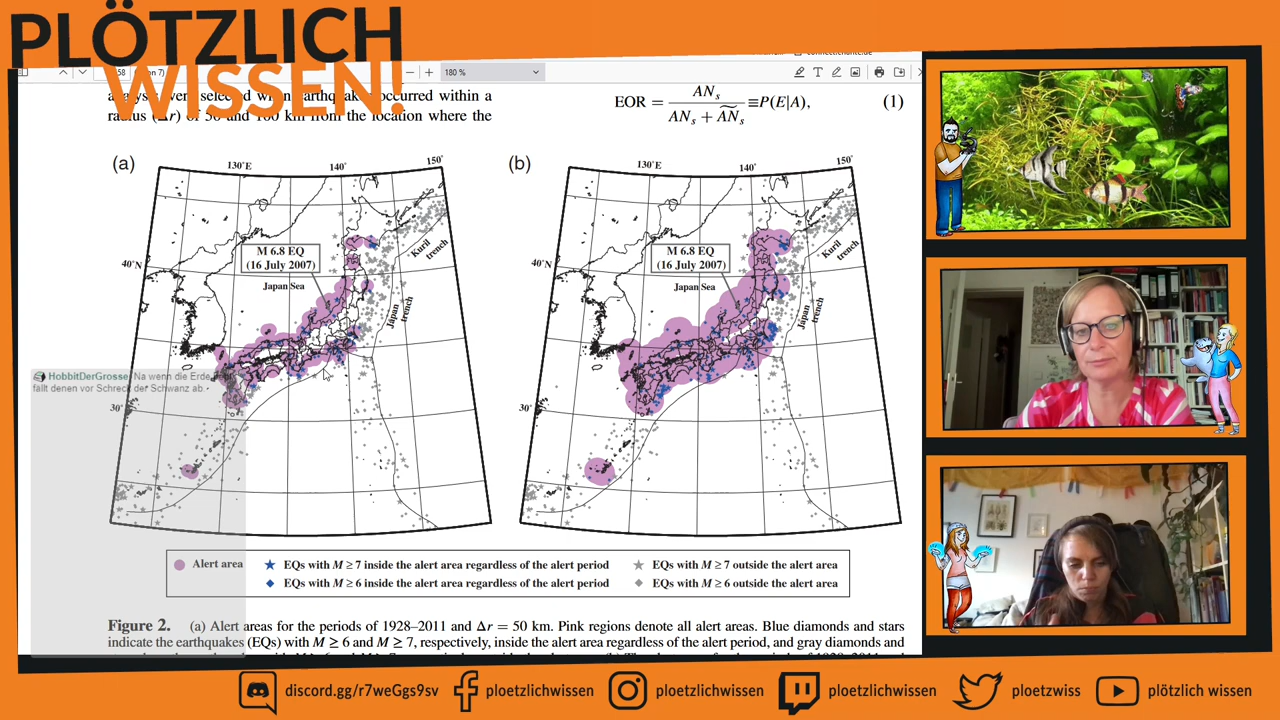 PLÖTZLICH
WISSEN!
180 %
radius (Δr) of 50 and 100 km from the location where the
EOR = ANs / ANs + ÃNs ≡P(E|A), (1)
(a)
130°E
140°
150°
40°N
30°
M 6.8 EQ
(16 July 2007)
Japan Sea
Kuril
trench
Japan
trench
(b)
130°E
140°
150°
40°N
30°
M 6.8 EQ
(16 July 2007)
Japan Sea
Kuril
trench
Japan
trench
HobbitDerGrosse: Na wenn die Erde
fällt denen vor Schreck der Schwanz ab
Alert area
EQs with M ≥ 7 inside the alert area regardless of the alert period
EQs with M ≥ 7 outside the alert area
EQs with M ≥ 6 inside the alert area regardless of the alert period
EQs with M ≥ 6 outside the alert area
Figure 2. (a) Alert areas for the periods of 1928–2011 and Δr = 50 km. Pink regions denote all alert areas. Blue diamonds and stars
indicate the earthquakes (EQs) with M ≥ 6 and M ≥ 7, respectively, inside the alert area regardless of the alert period, and gray diamonds and
discord.gg/r7weGgs9sv
ploetzlichwissen
ploetzlichwissen
ploetzlichwissen
ploetzwiss
plötzlich wissen